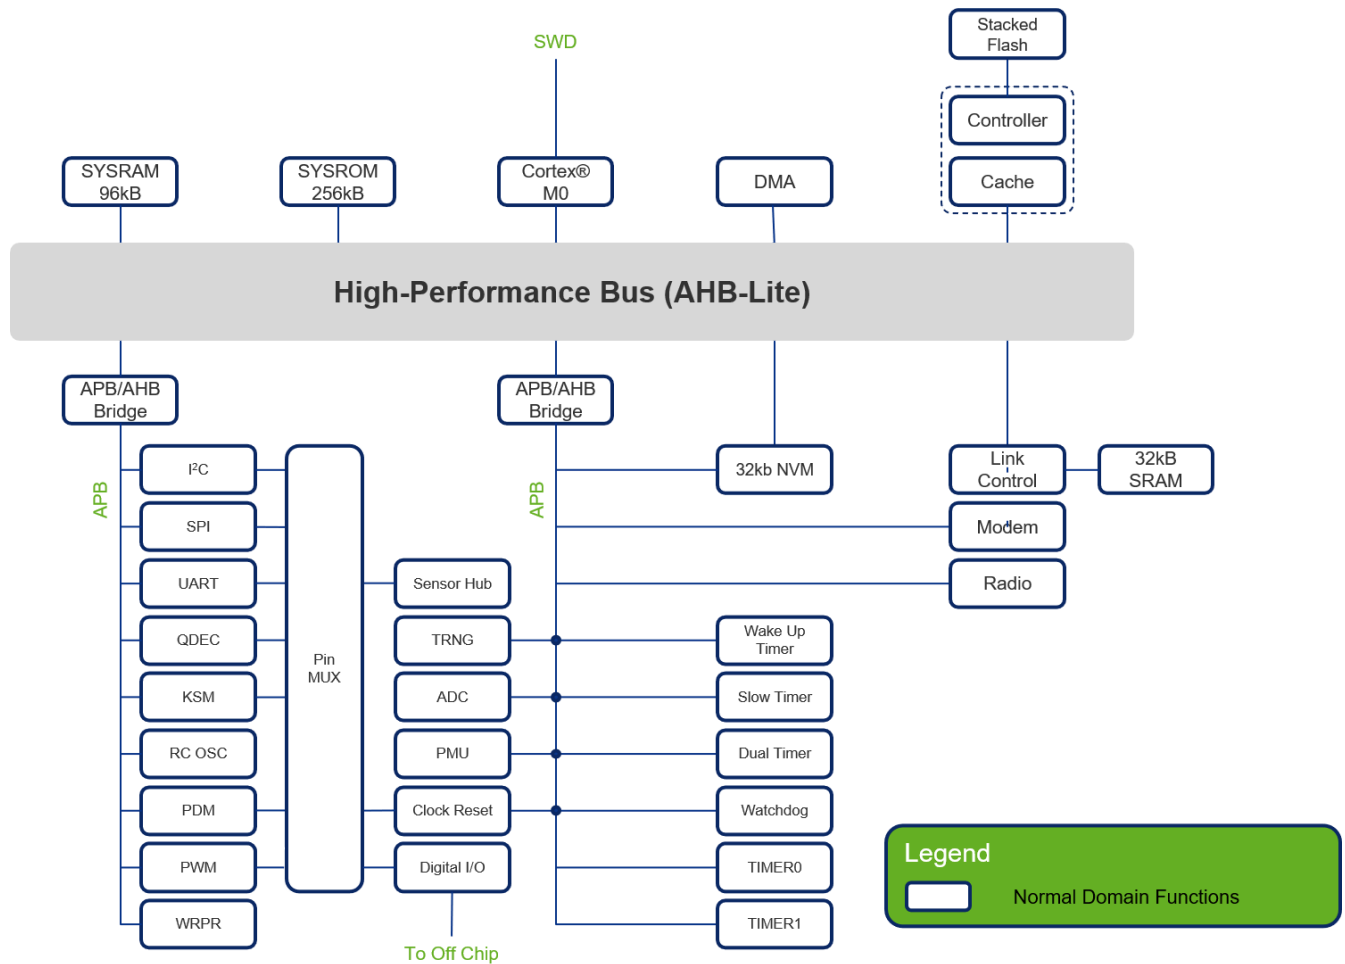 SWD
Stacked
Flash
Controller
Cache
SYSRAM
96kB
SYSROM
256kB
Cortex®
M0
DMA
High-Performance Bus (AHB-Lite)
APB/AHB
Bridge
APB/AHB
Bridge
APB
I²C
SPI
UART
QDEC
KSM
RC OSC
PDM
PWM
WRPR
Pin
MUX
Sensor Hub
TRNG
ADC
PMU
Clock Reset
Digital I/O
To Off Chip
APB
32kb NVM
Wake Up
Timer
Slow Timer
Dual Timer
Watchdog
TIMER0
TIMER1
Link
Control
32kB
SRAM
Modem
Radio
Legend
Normal Domain Functions